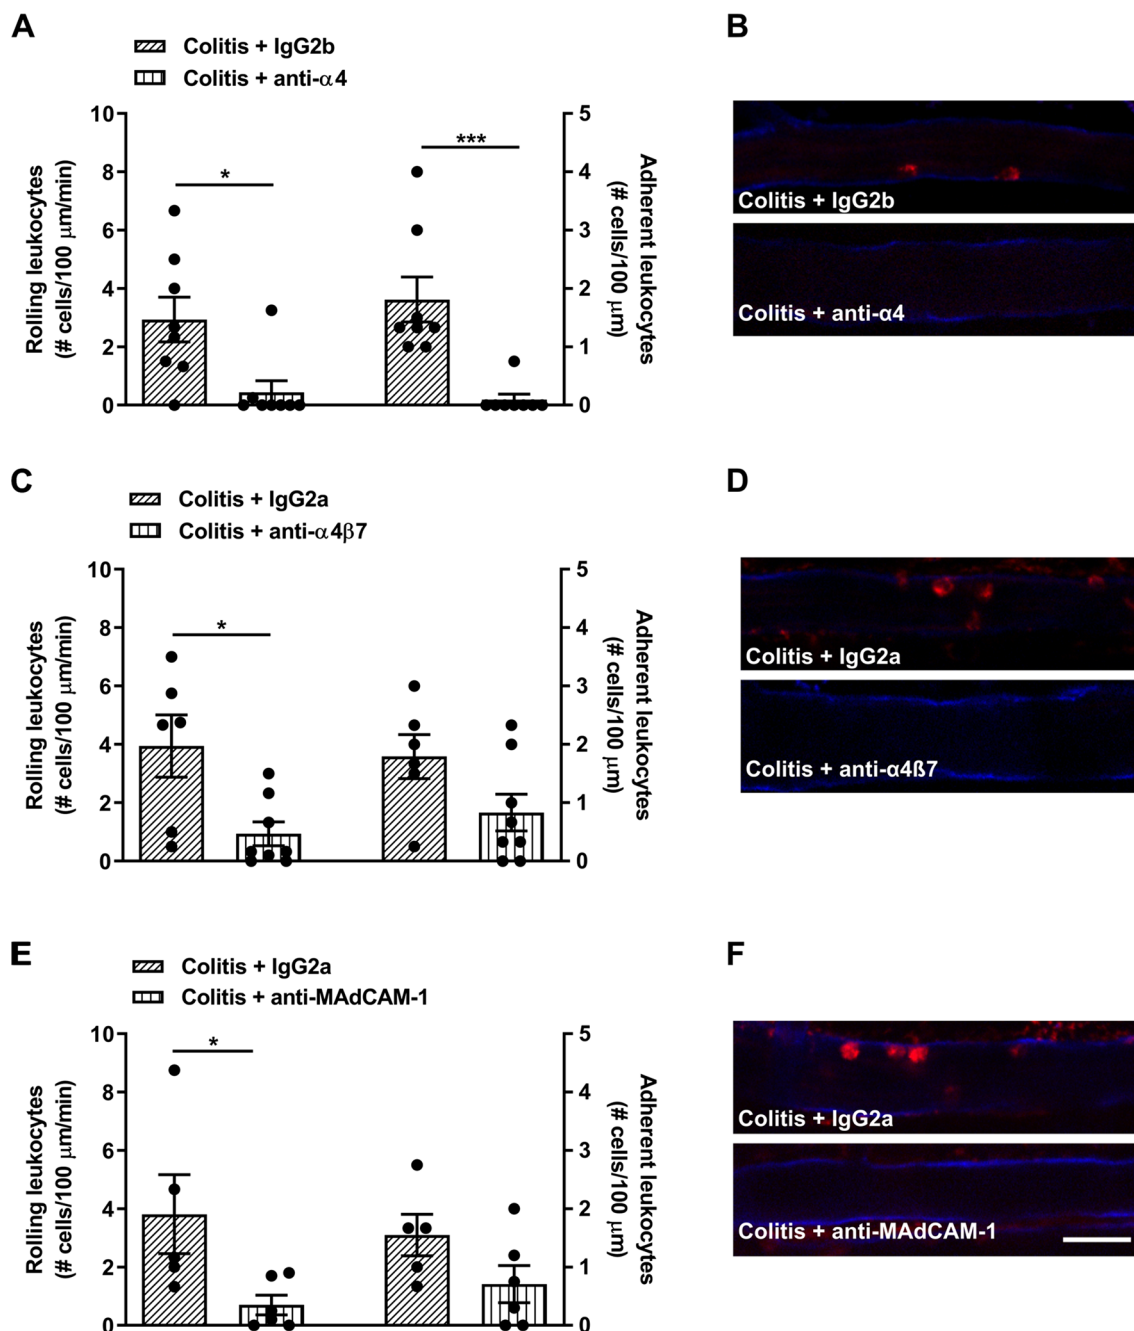 A
Colitis + IgG2b
Colitis + anti-α4
Rolling leukocytes
(# cells/100 μm/min)
10
8
6
4
2
0
*
***
5
4
3
2
1
0
Adherent leukocytes
(# cells/100 μm)
B
Colitis + IgG2b
Colitis + anti-α4
C
Colitis + IgG2a
Colitis + anti-α4β7
Rolling leukocytes
(# cells/100 μm/min)
10
8
6
4
2
0
*
5
4
3
2
1
0
Adherent leukocytes
(# cells/100 μm)
D
Colitis + IgG2a
Colitis + anti-α4ß7
E
Colitis + IgG2a
Colitis + anti-MAdCAM-1
Rolling leukocytes
(# cells/100 μm/min)
10
8
6
4
2
0
*
5
4
3
2
1
0
Adherent leukocytes
(# cells/100 μm)
F
Colitis + IgG2a
Colitis + anti-MAdCAM-1